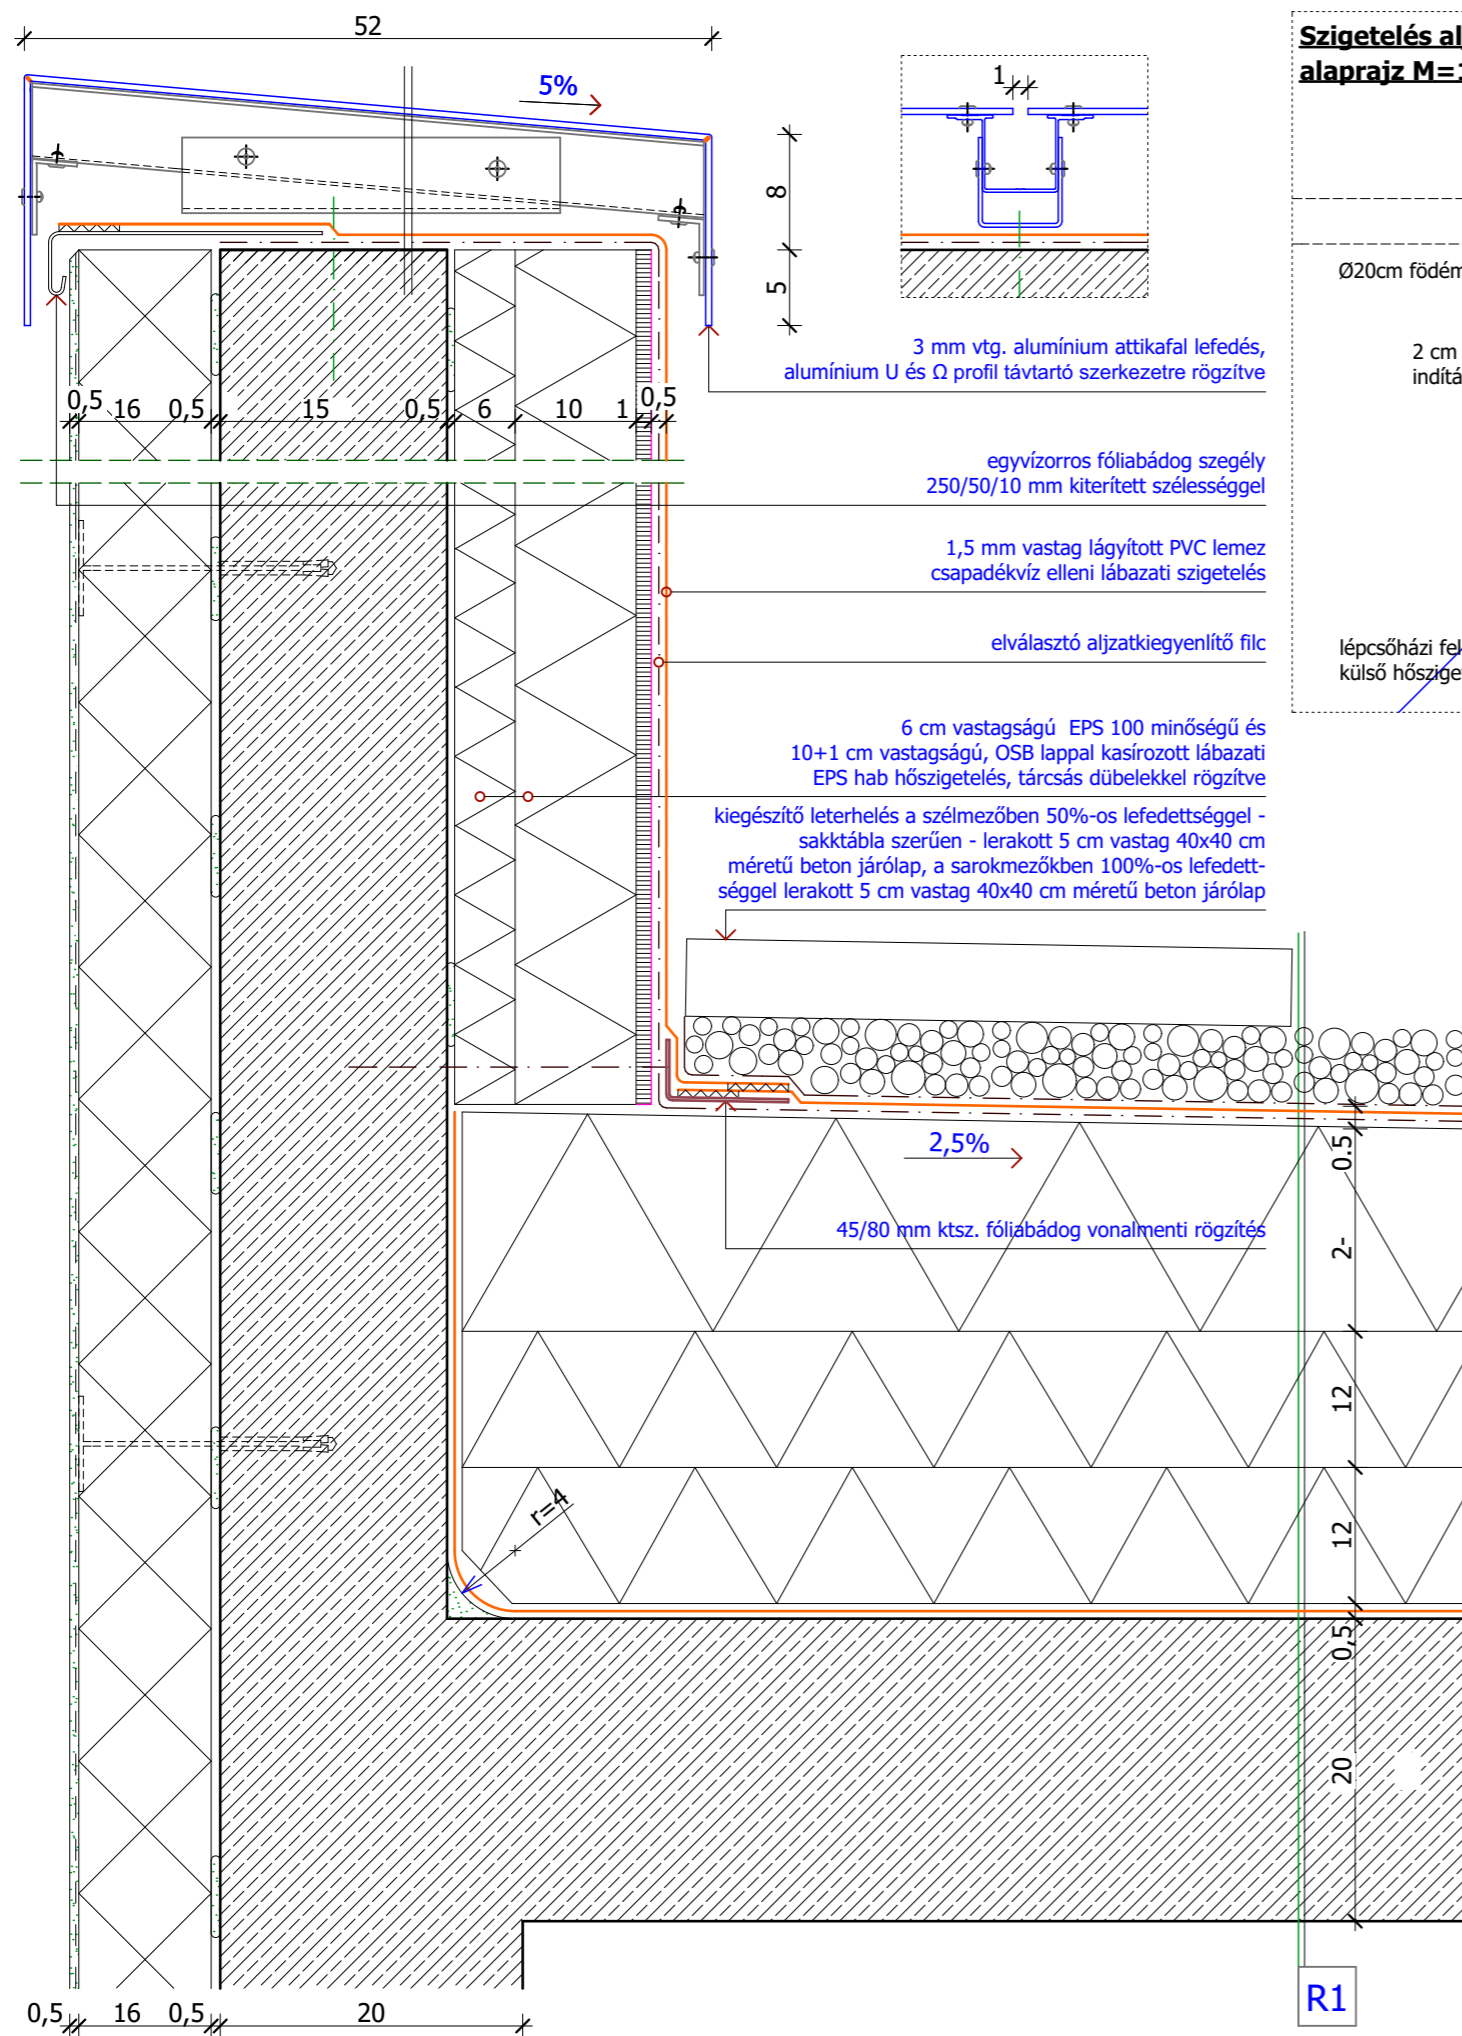 52
5%
8
5
1
Szigetelés al
alaprajz M=1
Ø20cm födém
2 cm
indítá
lépcsőházi fek
külső hősziget
3 mm vtg. alumínium attikafal lefedés,
alumínium U és Ω profil távtartó szerkezetre rögzítve
0,5 16 0,5 15 0,5 6 10 1 0,5
egyvízorros fóliabádog szegély
250/50/10 mm kiterített szélességgel
1,5 mm vastag lágyított PVC lemez
csapadékvíz elleni lábazati szigetelés
elválasztó aljzatkiegyenlítő filc
6 cm vastagságú EPS 100 minőségű és
10+1 cm vastagságú, OSB lappal kasírozott lábazati
EPS hab hőszigetelés, tárcsás dübelekkel rögzítve
kiegészítő leterhelés a szélmezőben 50%-os lefedettséggel -
sakktábla szerűen - lerakott 5 cm vastag 40x40 cm
méretű beton járólap, a sarokmezőkben 100%-os lefedett-
séggel lerakott 5 cm vastag 40x40 cm méretű beton járólap
2,5%
45/80 mm ktsz. fóliabádog vonalmenti rögzítés
0.5
2-
12
12
0,5
20
r=4
R1
0,5 16 0,5 20